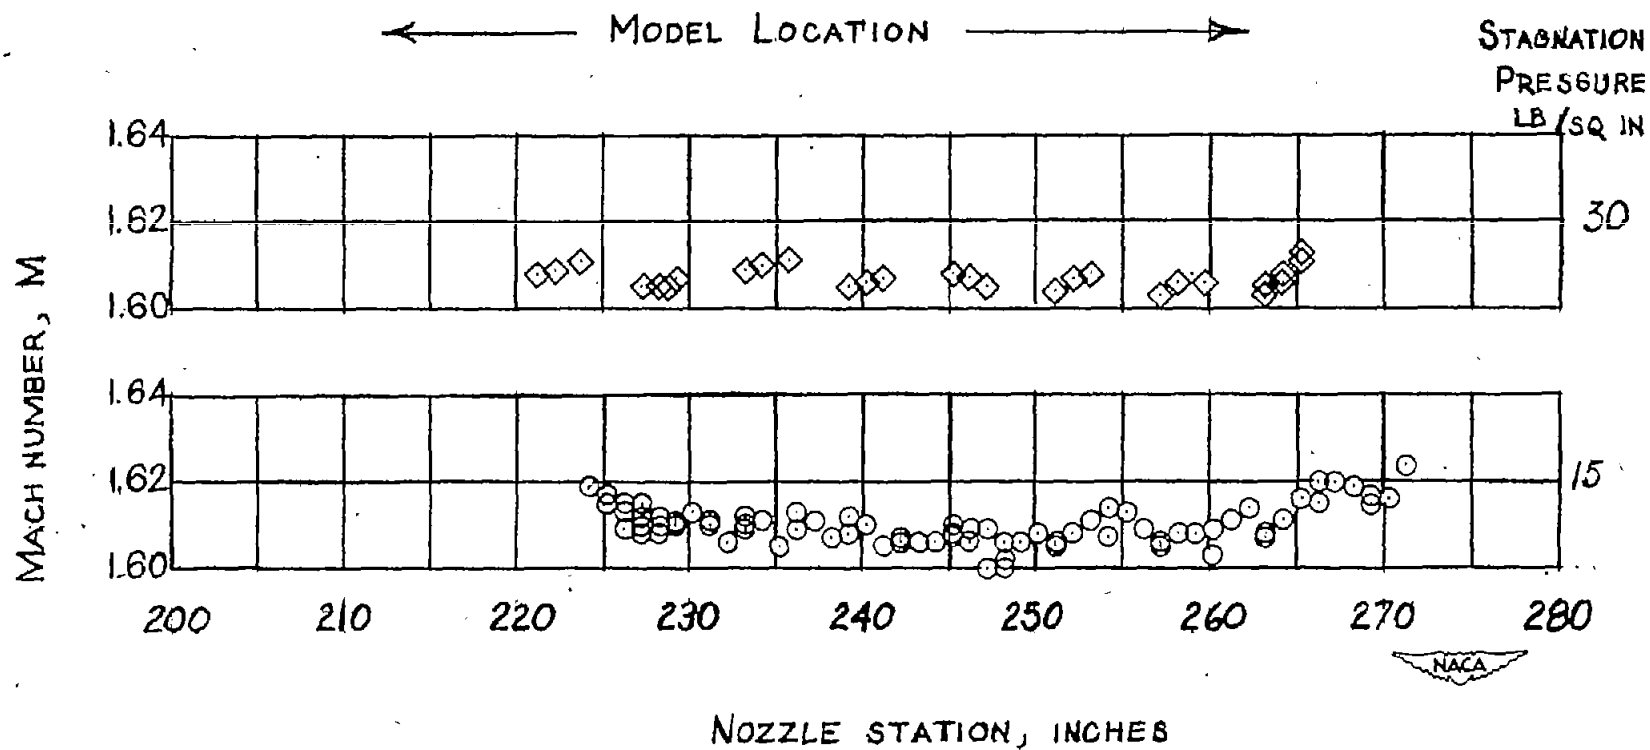 MODEL LOCATION
STAGNATION
PRESSURE
LB/SQ IN
1.64
1.62
30
1.60
MACH NUMBER, M
1.64
1.62
15
1.60
200 210 220 230 240 250 260 270 280
NACA
NOZZLE STATION, INCHES